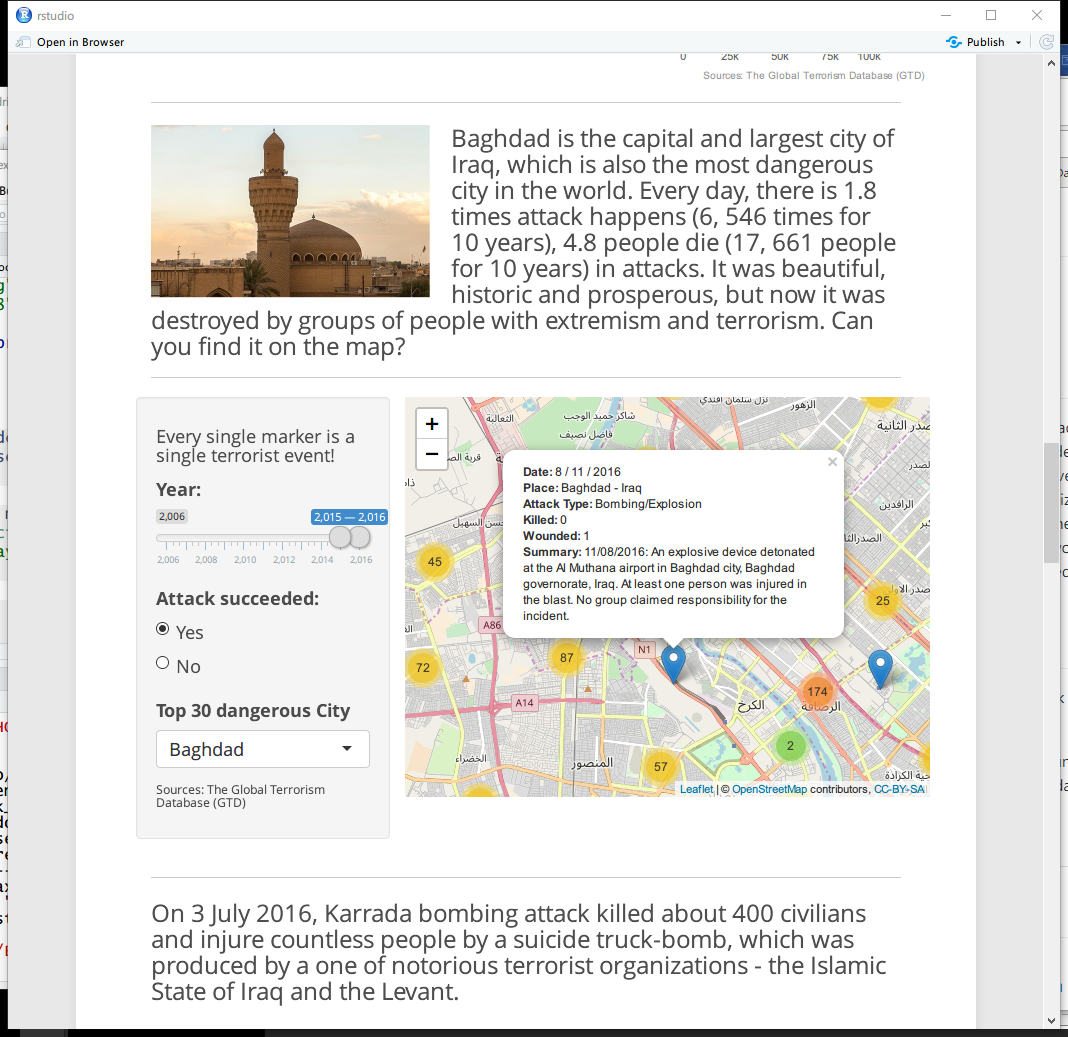 rstudio
Open in Browser
Publish
0 25k 50k 75k 100k
Sources: The Global Terrorism Database (GTD)
Baghdad is the capital and largest city of
Iraq, which is also the most dangerous
city in the world. Every day, there is 1.8
times attack happens (6, 546 times for
10 years), 4.8 people die (17, 661 people
for 10 years) in attacks. It was beautiful,
historic and prosperous, but now it was
destroyed by groups of people with extremism and terrorism. Can
you find it on the map?
Every single marker is a
single terrorist event!
Year:
2,006
2,015 — 2,016
2,006 2,008 2,010 2,012 2,014 2,016
Attack succeeded:
Yes
No
Top 30 dangerous City
Baghdad
Sources: The Global Terrorism
Database (GTD)
+
−
نزل سلمان افندي
الزهور
الثعالبة
شاكر حميد الوجب
فاضل نصيف
Date: 8 / 11 / 2016
Place: Baghdad - Iraq
Attack Type: Bombing/Explosion
Killed: 0
Wounded: 1
Summary: 11/08/2016: An explosive device detonated
at the Al Muthana airport in Baghdad city, Baghdad
governorate, Iraq. At least one person was injured in
the blast. No group claimed responsibility for the
incident.
×
الرافدين
45
25
A86
N1
87
72
174
A14
الكرخ
الرصافة
2
57
الخضراء
المنصور
Leaflet | © OpenStreetMap contributors, CC-BY-SA
On 3 July 2016, Karrada bombing attack killed about 400 civilians
and injure countless people by a suicide truck-bomb, which was
produced by a one of notorious terrorist organizations - the Islamic
State of Iraq and the Levant.